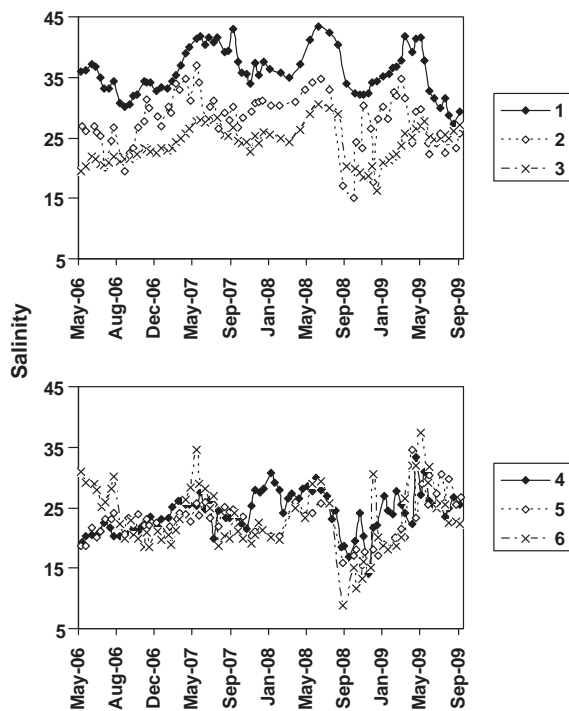 45
35
25
15
5
May-06
Aug-06
Dec-06
May-07
Sep-07
Jan-08
May-08
Sep-08
Jan-09
May-09
Sep-09
1
2
3
Salinity
45
35
25
15
5
May-06
Aug-06
Dec-06
May-07
Sep-07
Jan-08
May-08
Sep-08
Jan-09
May-09
Sep-09
4
5
6